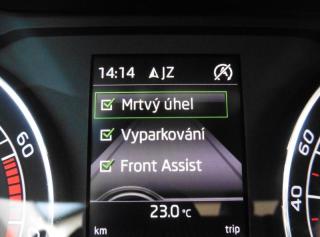 14:14 JZ
Mrtvý úhel
Vyparkování
Front Assist
23.0 °C
km trip
60
60
40